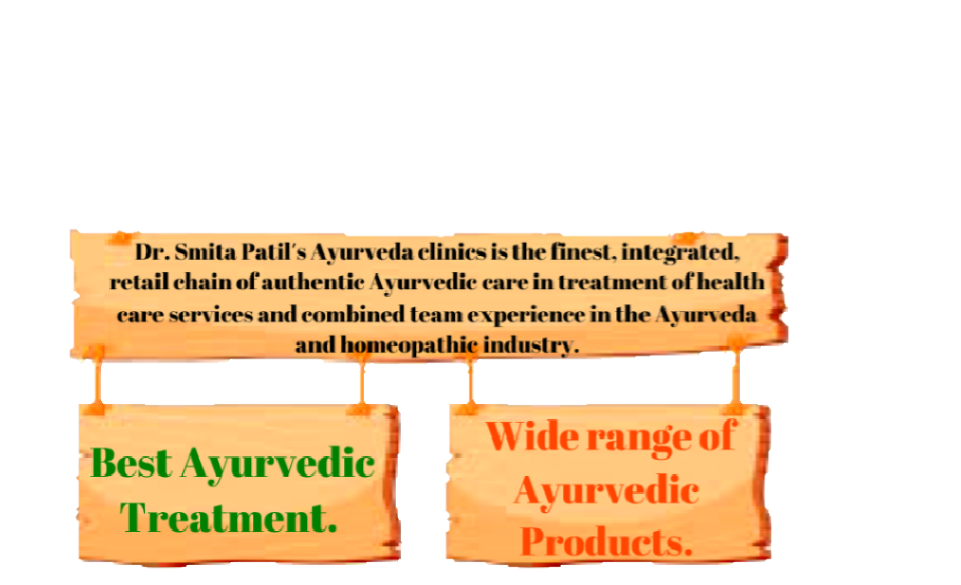 Dr. Smita Patil's Ayurveda clinics is the finest, integrated,
retail chain of authentic Ayurvedic care in treatment of health
care services and combined team experience in the Ayurveda
and homeopathic industry.
Best Ayurvedic
Treatment.
Wide range of
Ayurvedic
Products.